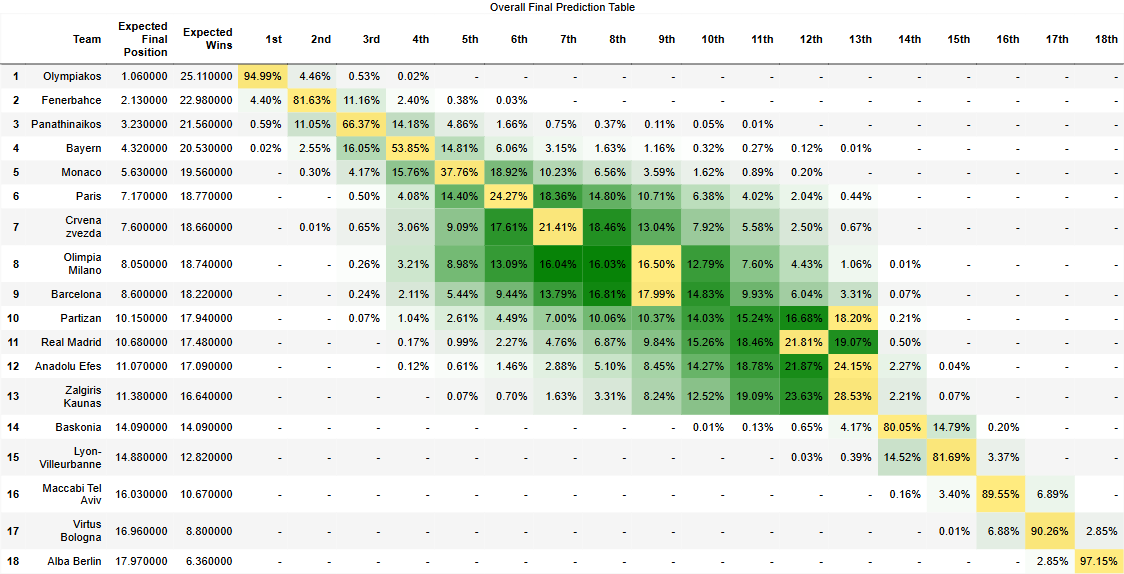 Overall Final Prediction Table
Team Expected Final Position Expected Wins 1st 2nd 3rd 4th 5th 6th 7th 8th 9th 10th 11th 12th 13th 14th 15th 16th 17th 18th
1 Olympiakos 1.060000 25.110000 94.99% 4.46% 0.53% 0.02% - - - - - - - - - - - - - -
2 Fenerbahce 2.130000 22.980000 4.40% 81.63% 11.16% 2.40% 0.38% 0.03% - - - - - - - - - - - -
3 Panathinaikos 3.230000 21.560000 0.59% 11.05% 66.37% 14.18% 4.86% 1.66% 0.75% 0.37% 0.11% 0.05% 0.01% - - - - - - -
4 Bayern 4.320000 20.530000 0.02% 2.55% 16.05% 53.85% 14.81% 6.06% 3.15% 1.63% 1.16% 0.32% 0.27% 0.12% 0.01% - - - - -
5 Monaco 5.630000 19.560000 - 0.30% 4.17% 15.76% 37.76% 18.92% 10.23% 6.56% 3.59% 1.62% 0.89% 0.20% - - - - - -
6 Paris 7.170000 18.770000 - - 0.50% 4.08% 14.40% 24.27% 18.36% 14.80% 10.71% 6.38% 4.02% 2.04% 0.44% - - - - -
7 Crvena zvezda 7.600000 18.660000 - 0.01% 0.65% 3.06% 9.09% 17.61% 21.41% 18.46% 13.04% 7.92% 5.58% 2.50% 0.67% - - - - -
8 Olimpia Milano 8.050000 18.740000 - - 0.26% 3.21% 8.98% 13.09% 16.04% 16.03% 16.50% 12.79% 7.60% 4.43% 1.06% 0.01% - - - -
9 Barcelona 8.600000 18.220000 - - 0.24% 2.11% 5.44% 9.44% 13.79% 16.81% 17.99% 14.83% 9.93% 6.04% 3.31% 0.07% - - - -
10 Partizan 10.150000 17.940000 - - 0.07% 1.04% 2.61% 4.49% 7.00% 10.06% 10.37% 14.03% 15.24% 16.68% 18.20% 0.21% - - - -
11 Real Madrid 10.680000 17.480000 - - - 0.17% 0.99% 2.27% 4.76% 6.87% 9.84% 15.26% 18.46% 21.81% 19.07% 0.50% - - - -
12 Anadolu Efes 11.070000 17.090000 - - - 0.12% 0.61% 1.46% 2.88% 5.10% 8.45% 14.27% 18.78% 21.87% 24.15% 2.27% 0.04% - - -
13 Zalgiris Kaunas 11.380000 16.640000 - - - - 0.07% 0.70% 1.63% 3.31% 8.24% 12.52% 19.09% 23.63% 28.53% 2.21% 0.07% - - -
14 Baskonia 14.090000 14.090000 - - - - - - - - - 0.01% 0.13% 0.65% 4.17% 80.05% 14.79% 0.20% - -
15 Lyon-Villeurbanne 14.880000 12.820000 - - - - - - - - - - - 0.03% 0.39% 14.52% 81.69% 3.37% - -
16 Maccabi Tel Aviv 16.030000 10.670000 - - - - - - - - - - - - - 0.16% 3.40% 89.55% 6.89% -
17 Virtus Bologna 16.960000 8.800000 - - - - - - - - - - - - - - 0.01% 6.88% 90.26% 2.85%
18 Alba Berlin 17.970000 6.360000 - - - - - - - - - - - - - - - - 2.85% 97.15%